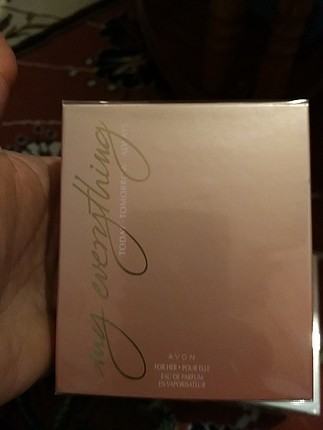 my everything
TODAY TOMORROW ALWAYS
AVON
FOR HER • POUR ELLE
EAU DE PARFUM
EN VAPORISATEUR